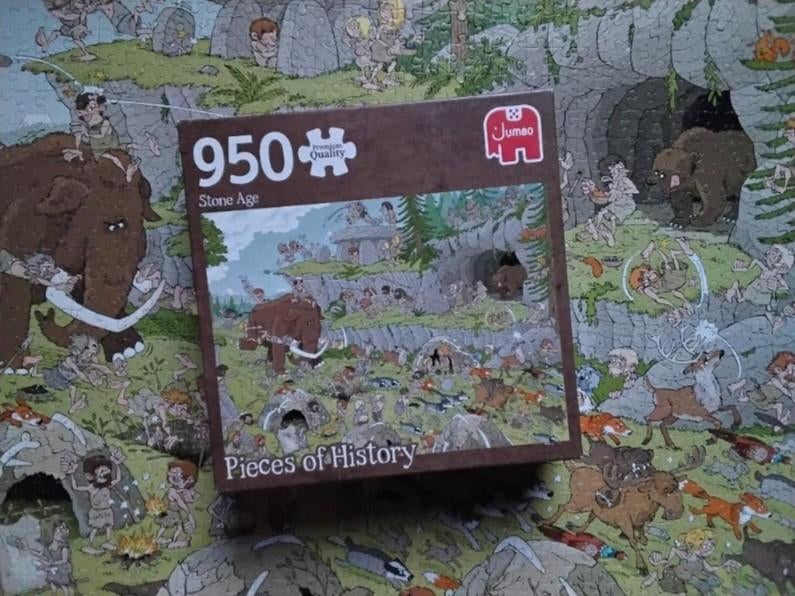 950
Premium
Quality
Jumbo
Stone Age
Pieces of History